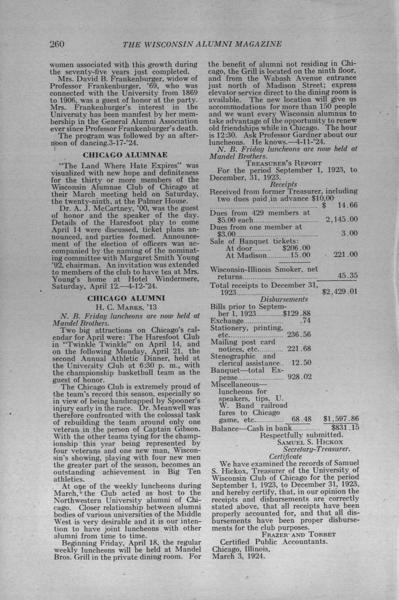 260
THE WISCONSIN ALUMNI MAGAZINE
women associated with this growth during
the seventy-five years just completed.
Mrs. David B. Frankenburger, widow of
Professor Frankenburger, '69, who was
connected with the University from 1869
to 1906, was a guest of honor at the party.
Mrs. Frankenburger's interest in the
University has been manifest by her mem-
bership in the General Alumni Association
ever since Professor Frankenburger's death.
The program was followed by an after-
noon of dancing.3-17-'24.
CHICAGO ALUMNAE
"The Land Where Hate Expires" was
visualized with new hope and definiteness
for the thirty or more members of the
Wisconsin Alumnae Club of Chicago at
their March meeting held on Saturday,
the twenty-ninth, at the Palmer House.
Dr. A. J. McCartney, '00, was the guest
of honor and the speaker of the day.
Details of the Haresfoot play to come
April 14 were discussed, ticket plans an-
nounced, and parties formed. Announce-
ment of the election of officers was ac-
companied by the naming of the nominat-
ing committee with Margaret Smith Young
'92, chairman. An invitation was extended
to members of the club to have tea at Mrs.
Young's home at Hotel Windermere,
Saturday, April 12.—4-12-'24.
CHICAGO ALUMNI
H. C. MARKS, '13
N. B. Friday luncheons are now held at
Mandel Brothers.
Two big attractions on Chicago's cal-
endar for April were: The Haresfoot Club
in "Twinkle Twinkle" on April 14, and
on the following Monday, April 21, the
second Annual Athletic Dinner, held at
the University Club at 6:30 p. m., with
the championship basketball team as the
guest of honor.
The Chicago Club is extremely proud of
the team's record this season, especially so
in view of being handicapped by Spooner's
injury early in the race. Dr. Meanwell was
therefore confronted with the colossal task
of rebuilding the team around only one
veteran in the person of Captain Gibson.
With the other teams tying for the champ-
ionship this year being represented by
four veterans and one new man, Wiscon-
sin's showing, playing with four new men
the greater part of the season, becomes an
outstanding achievement in Big Ten
athletics.
At one of the weekly luncheons during
March, the Club acted as host to the
Northwestern University alumni of Chi-
cago. Closer relationship between alumni
bodies of various universities of the Middle
West is very desirable and it is our inten-
tion to have joint luncheons with other
alumni from time to time.
Beginning Friday, April 18, the regular
weekly luncheons will be held at Mandel
Bros. Grill in the private dining room. For
the benefit of alumni not residing in Chi-
cago, the Grill is located on the ninth floor,
and from the Wabash Avenue entrance
just north of Madison Street; express
elevator service direct to the dining room is
available. The new location will give us
accommodations for more than 150 people
and we want every Wisconsin alumnus to
take advantage of the opportunity to renew
old friendships while in Chicago. The hour
is 12:30. Ask Professor Gardner about our
luncheons. He knows.—4-11-'24.
N. B. Friday luncheons are now held at
Mandel Brothers.
TREASURER'S REPORT
For the period September 1, 1923, to
December, 31, 1923.
Receipts
Received from former Treasurer, including
two dues paid in advance $10.00
$ 14.66
Dues from 429 members at
$5.00 each 2,145.00
Dues from one member at
$3.00 3.00
Sale of Banquet tickets:
At door $206.00
At Madison 15.00 221.00
Wisconsin-Illinois Smoker, net
returns 45.35
Total receipts to December 31,
1923 $2,429.01
Disbursements
Bills prior to Septem-
ber 1, 1923 $129.88
Exchange .74
Stationery, printing,
etc. 236.56
Mailing post card
notices, etc. 221.68
Stenographic and
clerical assistance 12.50
Banquet—total Ex-
pense 928.02
Miscellaneous—
luncheons for
speakers, tips, U.
W. Band railroad
fares to Chicago
game, etc. 68.48 $1,597.86
Balance—Cash in bank $831.15
Respectfully submitted,
SAMUEL S. HICKOX
Secretary-Treasurer.
Certificate
We have examined the records of Samuel
S. Hickox, Treasurer of the University of
Wisconsin Club of Chicago for the period
September 1, 1923, to December 31, 1923,
and hereby certify, that, in our opinion the
receipts and disbursements are correctly
stated above, that all receipts have been
properly accounted for, and that all dis-
bursements have been proper disburse-
ments for the club purposes.
FRAZER AND TORBET
Certified Public Accountants.
Chicago, Illinois,
March 3, 1924.